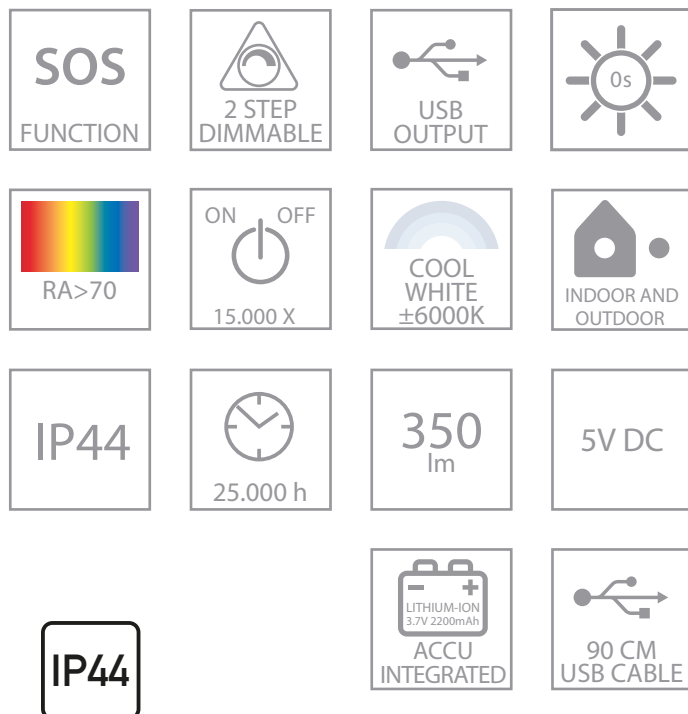 SOS
FUNCTION
2 STEP
DIMMABLE
USB
OUTPUT
0s
RA>70
ON OFF
15.000 X
COOL
WHITE
±6000K
INDOOR AND
OUTDOOR
IP44
25.000 h
350
lm
5V DC
LITHIUM-ION
3.7V 2200mAh
ACCU
INTEGRATED
90 CM
USB CABLE
IP44